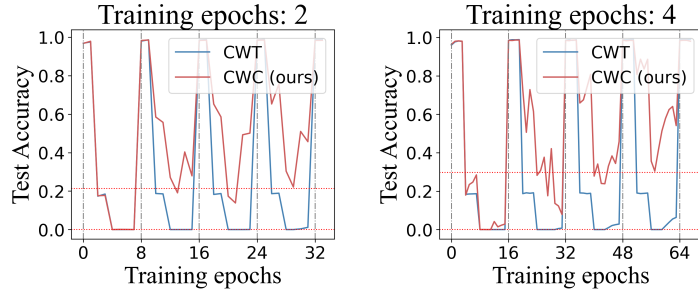 Training epochs: 2
Test Accuracy
1.0
0.8
0.6
0.4
0.2
0.0
CWT
CWC (ours)
0 8 16 24 32
Training epochs
Training epochs: 4
Test Accuracy
1.0
0.8
0.6
0.4
0.2
0.0
CWT
CWC (ours)
0 16 32 48 64
Training epochs